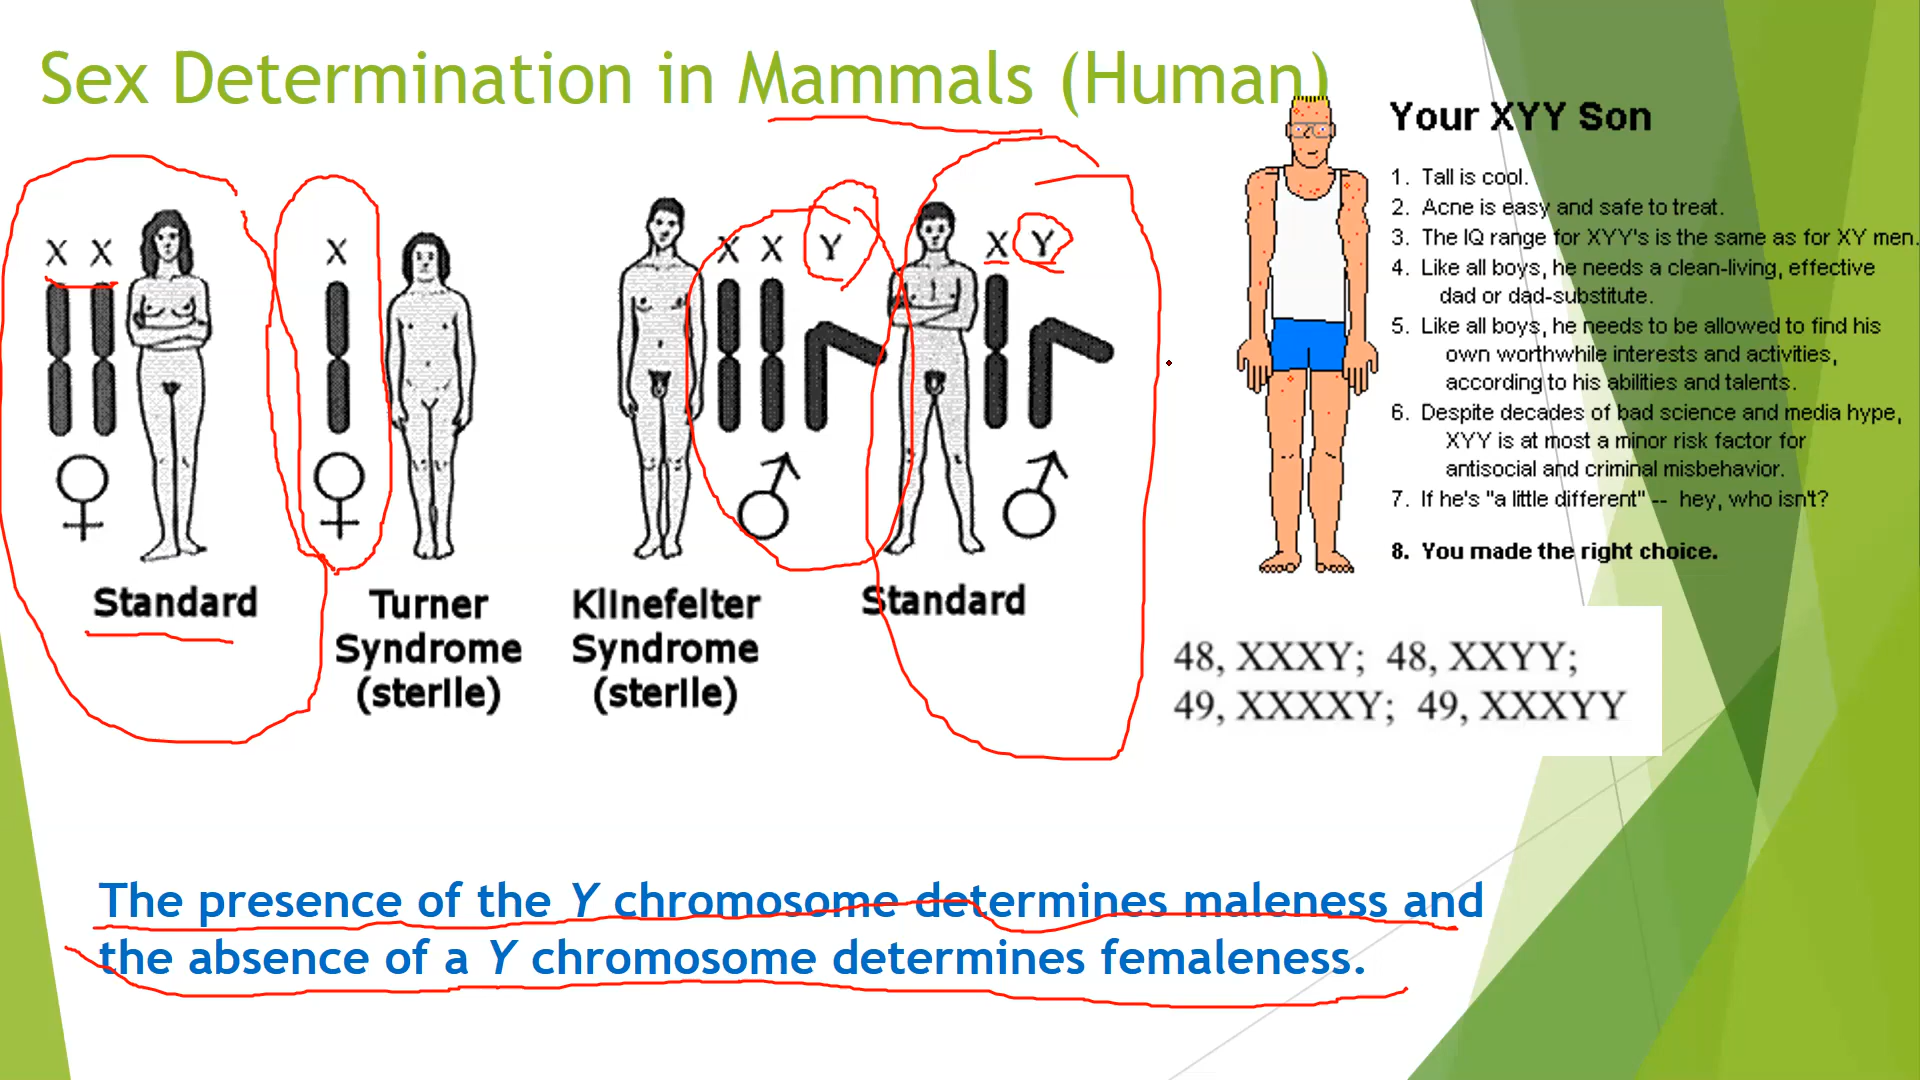 Sex Determination in Mammals (Human)
X X
X
X X Y
X Y
Standard
Turner
Syndrome
(sterile)
Klinefelter
Syndrome
(sterile)
Standard
Your XYY Son
1. Tall is cool.
2. Acne is easy and safe to treat.
3. The IQ range for XYY's is the same as for XY men.
4. Like all boys, he needs a clean-living, effective
dad or dad-substitute.
5. Like all boys, he needs to be allowed to find his
own worthwhile interests and activities,
according to his abilities and talents.
6. Despite decades of bad science and media hype,
XYY is at most a minor risk factor for
antisocial and criminal misbehavior.
7. If he's "a little different" -- hey, who isn't?
8. You made the right choice.
48, XXXY; 48, XXYY;
49, XXXXY; 49, XXXYY
The presence of the Y chromosome determines maleness and
the absence of a Y chromosome determines femaleness.